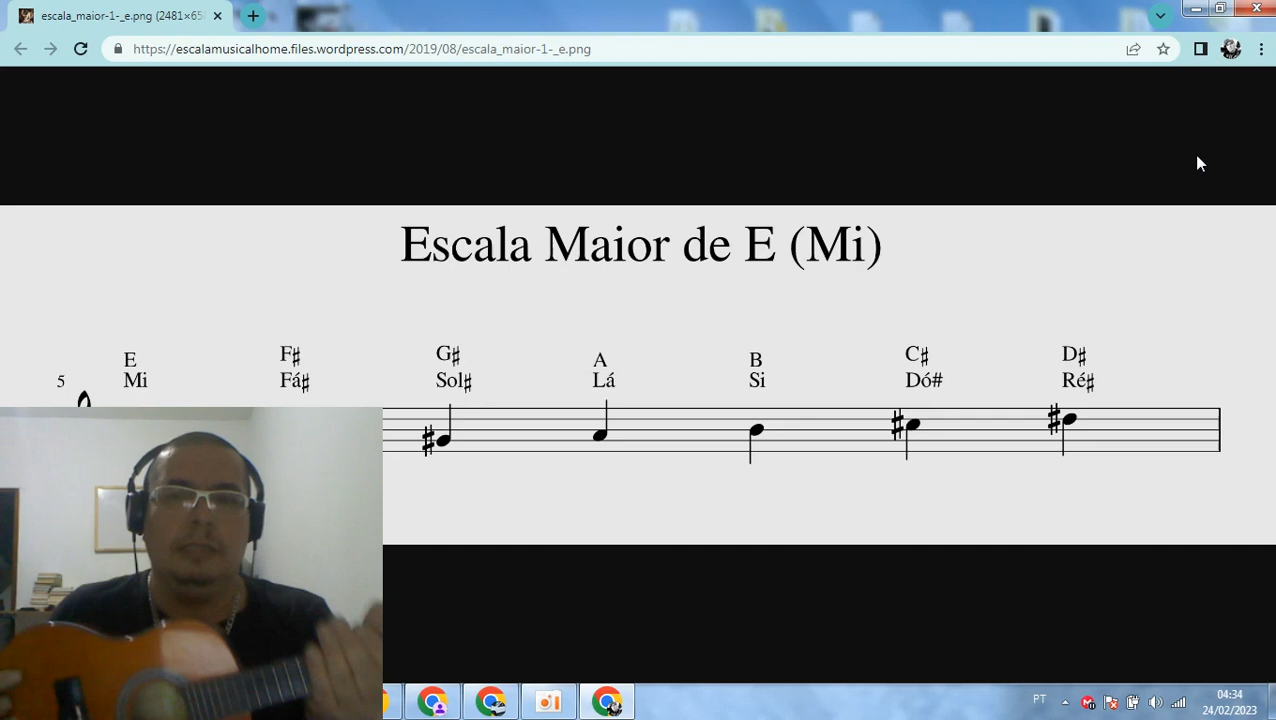 escala_maior-1-_e.png (2481×65
https://escalamusicalhome.files.wordpress.com/2019/08/escala_maior-1-_e.png
Escala Maior de E (Mi)
E F♯ G♯ A B C♯ D♯
Mi Fá♯ Sol♯ Lá Si Dó# Ré♯
5
PT
04:34
24/02/2023